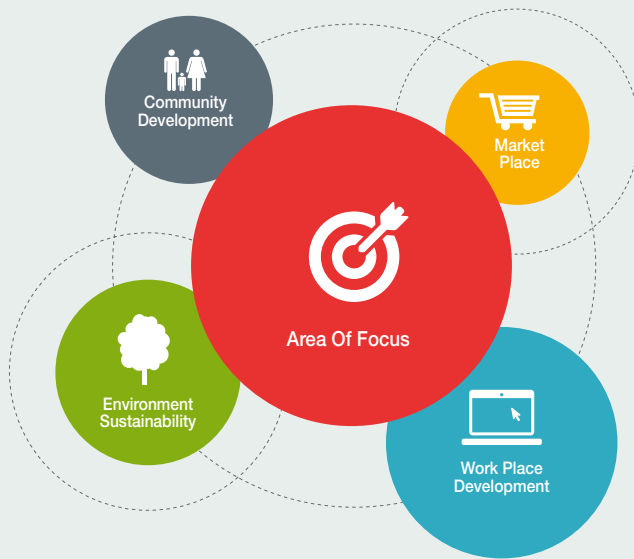 Community
Development
Market
Place
Area Of Focus
Environment
Sustainability
Work Place
Development